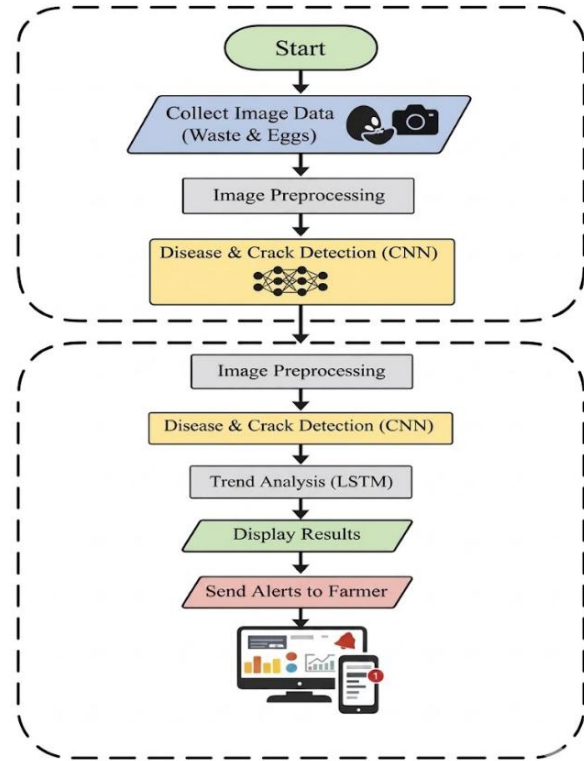 Start
Collect Image Data
(Waste & Eggs)
Image Preprocessing
Disease & Crack Detection (CNN)
Image Preprocessing
Disease & Crack Detection (CNN)
Trend Analysis (LSTM)
Display Results
Send Alerts to Farmer
1